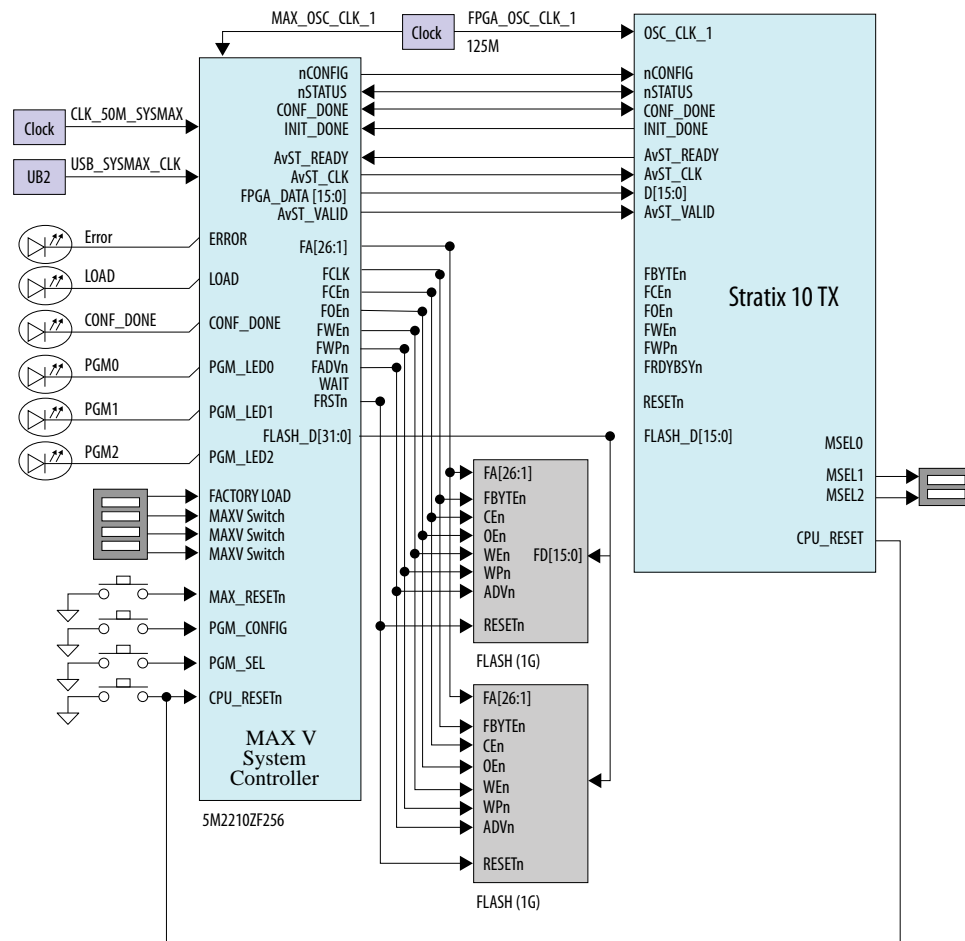 MAX_OSC_CLK_1
Clock
FPGA_OSC_CLK_1
125M
CLK_50M_SYSMAX
Clock
USB_SYSMAX_CLK
UB2
Error
LOAD
CONF_DONE
PGM0
PGM1
PGM2
nCONFIG
nSTATUS
CONF_DONE
INIT_DONE
AvST_READY
AvST_CLK
FPGA_DATA [15:0]
AvST_VALID
ERROR
FA[26:1]
LOAD
FCLK
FCEn
FOEn
CONF_DONE
FWEn
FWPn
PGM_LED0
FADVn
WAIT
FRSTn
PGM_LED1
FLASH_D[31:0]
PGM_LED2
FACTORY LOAD
MAXV Switch
MAXV Switch
MAXV Switch
MAX_RESETn
PGM_CONFIG
PGM_SEL
CPU_RESETn
MAX V
System
Controller
5M2210ZF256
FA[26:1]
FBYTEn
CEn
OEn
WEn
FD[15:0]
WPn
ADVn
RESETn
FLASH (1G)
FA[26:1]
FBYTEn
CEn
OEn
WEn
WPn
ADVn
RESETn
FLASH (1G)
OSC_CLK_1
nCONFIG
nSTATUS
CONF_DONE
INIT_DONE
AvST_READY
AvST_CLK
D[15:0]
AvST_VALID
FBYTEn
FCEn
FOEn
FWEn
FWPn
FRDYBSYn
RESETn
FLASH_D[15:0]
Stratix 10 TX
MSEL0
MSEL1
MSEL2
CPU_RESET